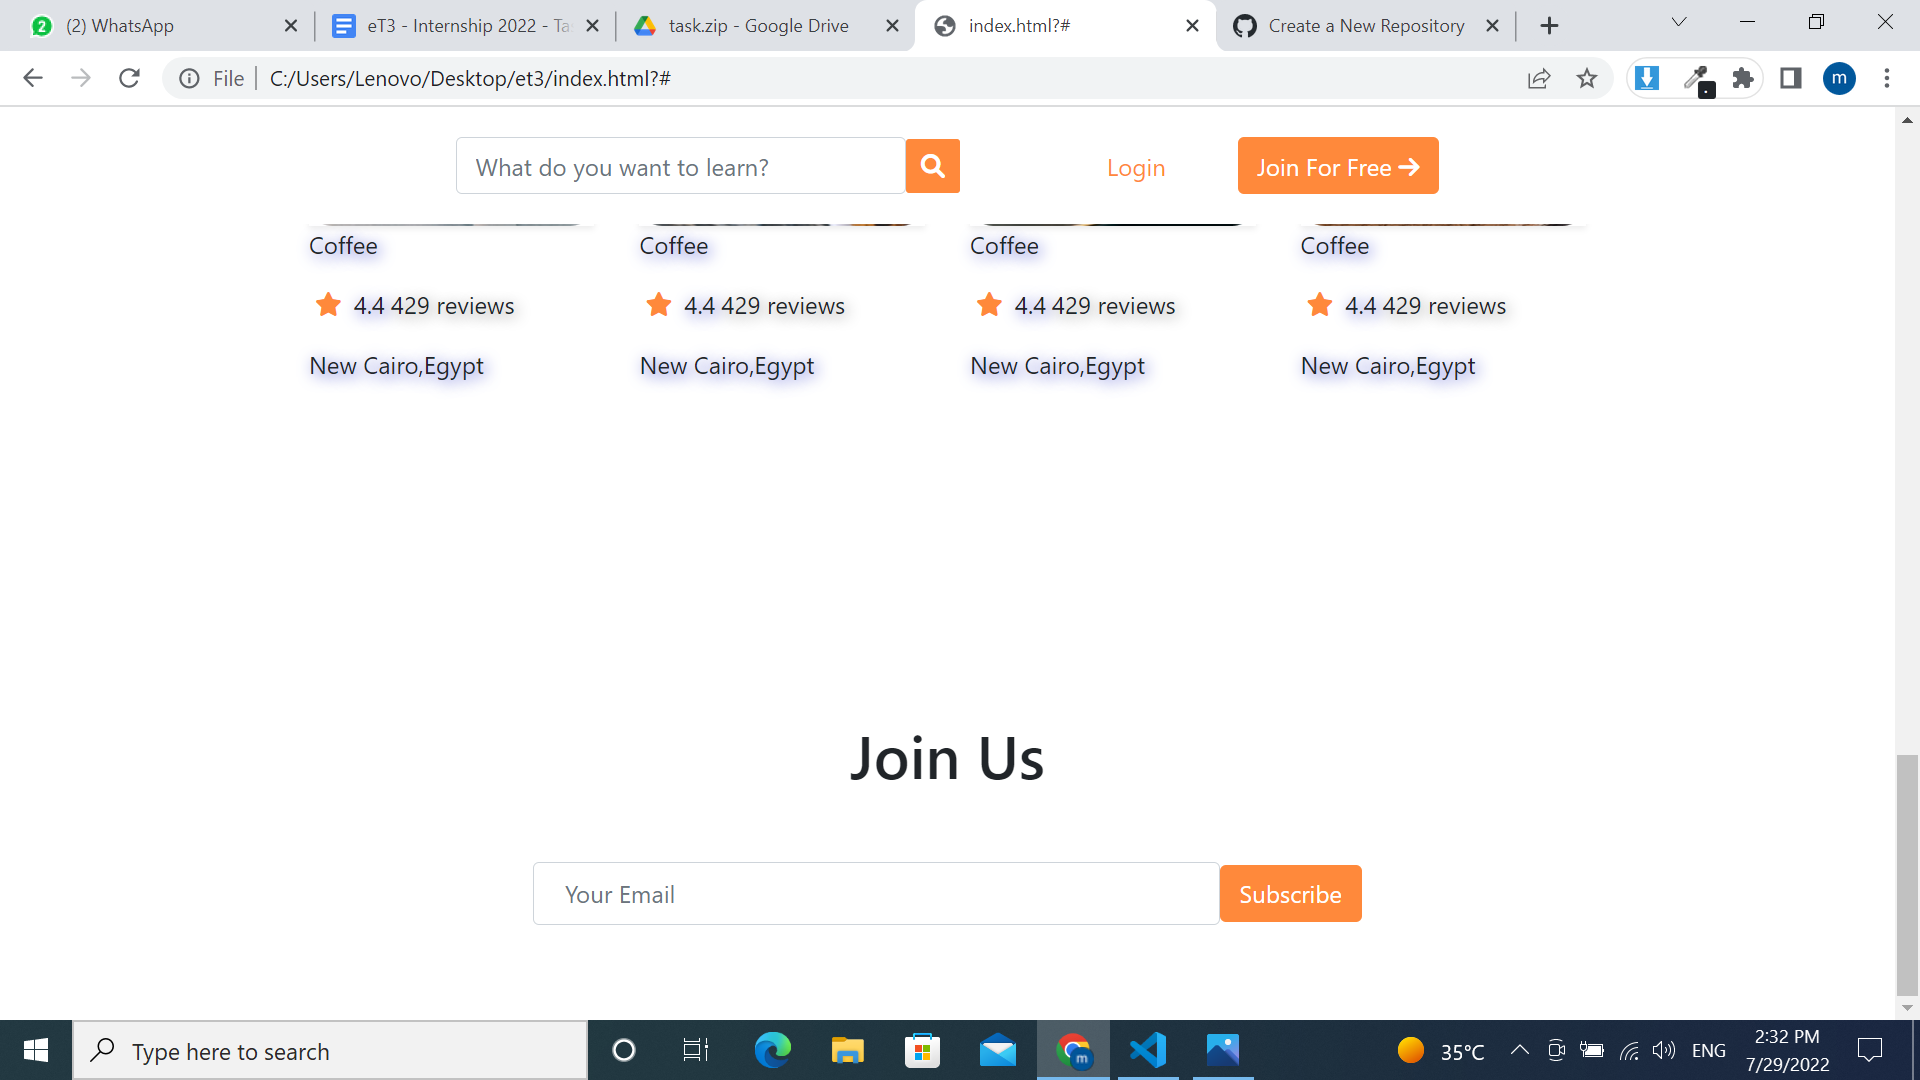 (2) WhatsApp
eT3 - Internship 2022 - Ta
task.zip - Google Drive
index.html?#
Create a New Repository
File
C:/Users/Lenovo/Desktop/et3/index.html?#
m
What do you want to learn?
Login
Join For Free
Coffee Coffee Coffee Coffee
4.4 429 reviews 4.4 429 reviews 4.4 429 reviews 4.4 429 reviews
New Cairo,Egypt New Cairo,Egypt New Cairo,Egypt New Cairo,Egypt
Join Us
Your Email
Subscribe
Type here to search
m
35°C
ENG
2:32 PM
7/29/2022